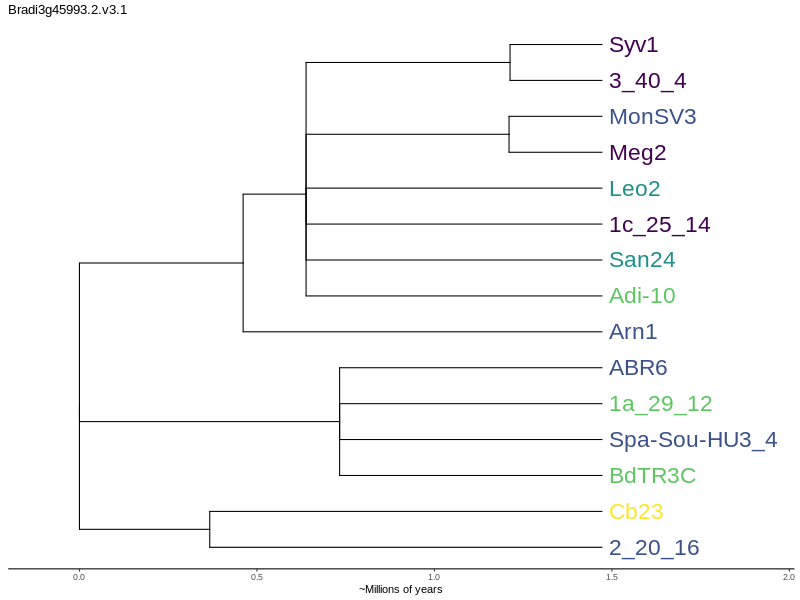 Bradi3g45993.2.v3.1
Syv1
3_40_4
MonSV3
Meg2
Leo2
1c_25_14
San24
Adi-10
Arn1
ABR6
1a_29_12
Spa-Sou-HU3_4
BdTR3C
Cb23
2_20_16
0.0 0.5 1.0 1.5 2.0
~Millions of years